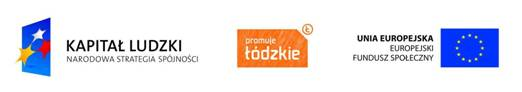 KAPITAŁ LUDZKI
NARODOWA STRATEGIA SPÓJNOŚCI
promuje
łódzkie
Ł
UNIA EUROPEJSKA
EUROPEJSKI
FUNDUSZ SPOŁECZNY